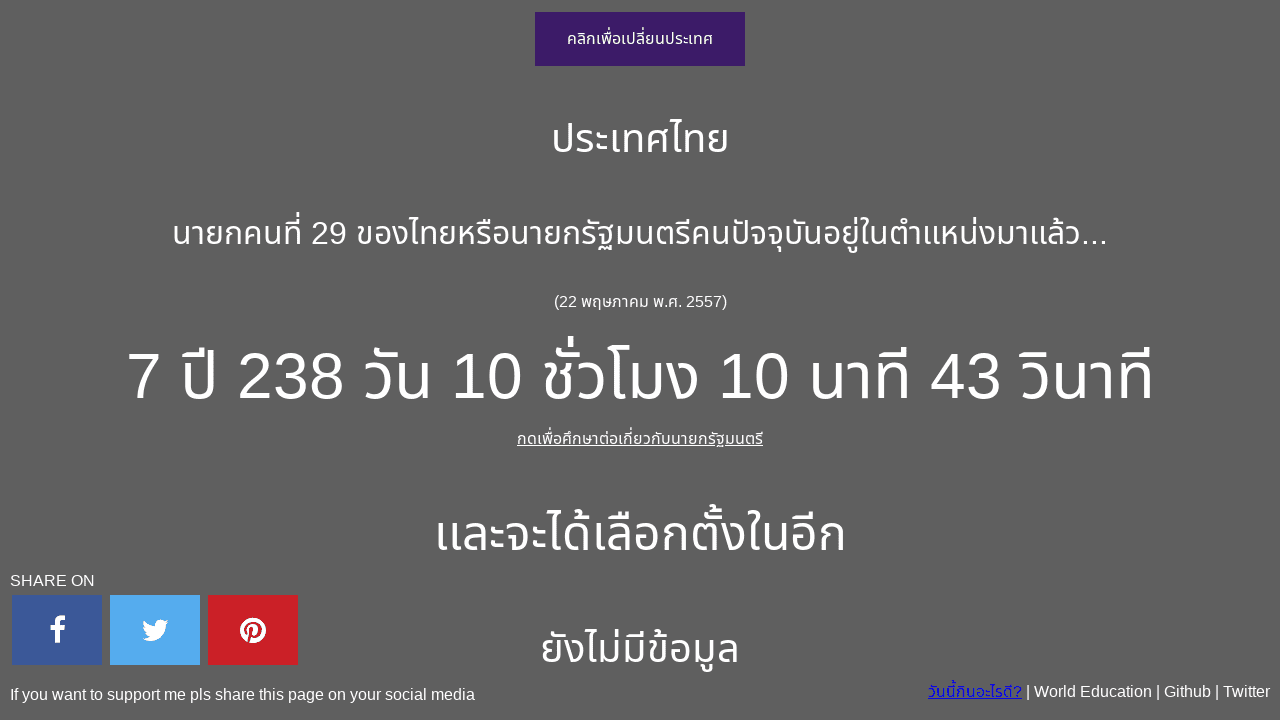 คลิกเพื่อเปลี่ยนประเทศ
ประเทศไทย
นายกคนที่ 29 ของไทยหรือนายกรัฐมนตรีคนปัจจุบันอยู่ในตำแหน่งมาแล้ว...
(22 พฤษภาคม พ.ศ. 2557)
7 ปี 238 วัน 10 ชั่วโมง 10 นาที 43 วินาที
กดเพื่อศึกษาต่อเกี่ยวกับนายกรัฐมนตรี
และจะได้เลือกตั้งในอีก
ยังไม่มีข้อมูล
SHARE ON
If you want to support me pls share this page on your social media
วันนี้กินอะไรดี? | World Education | Github | Twitter